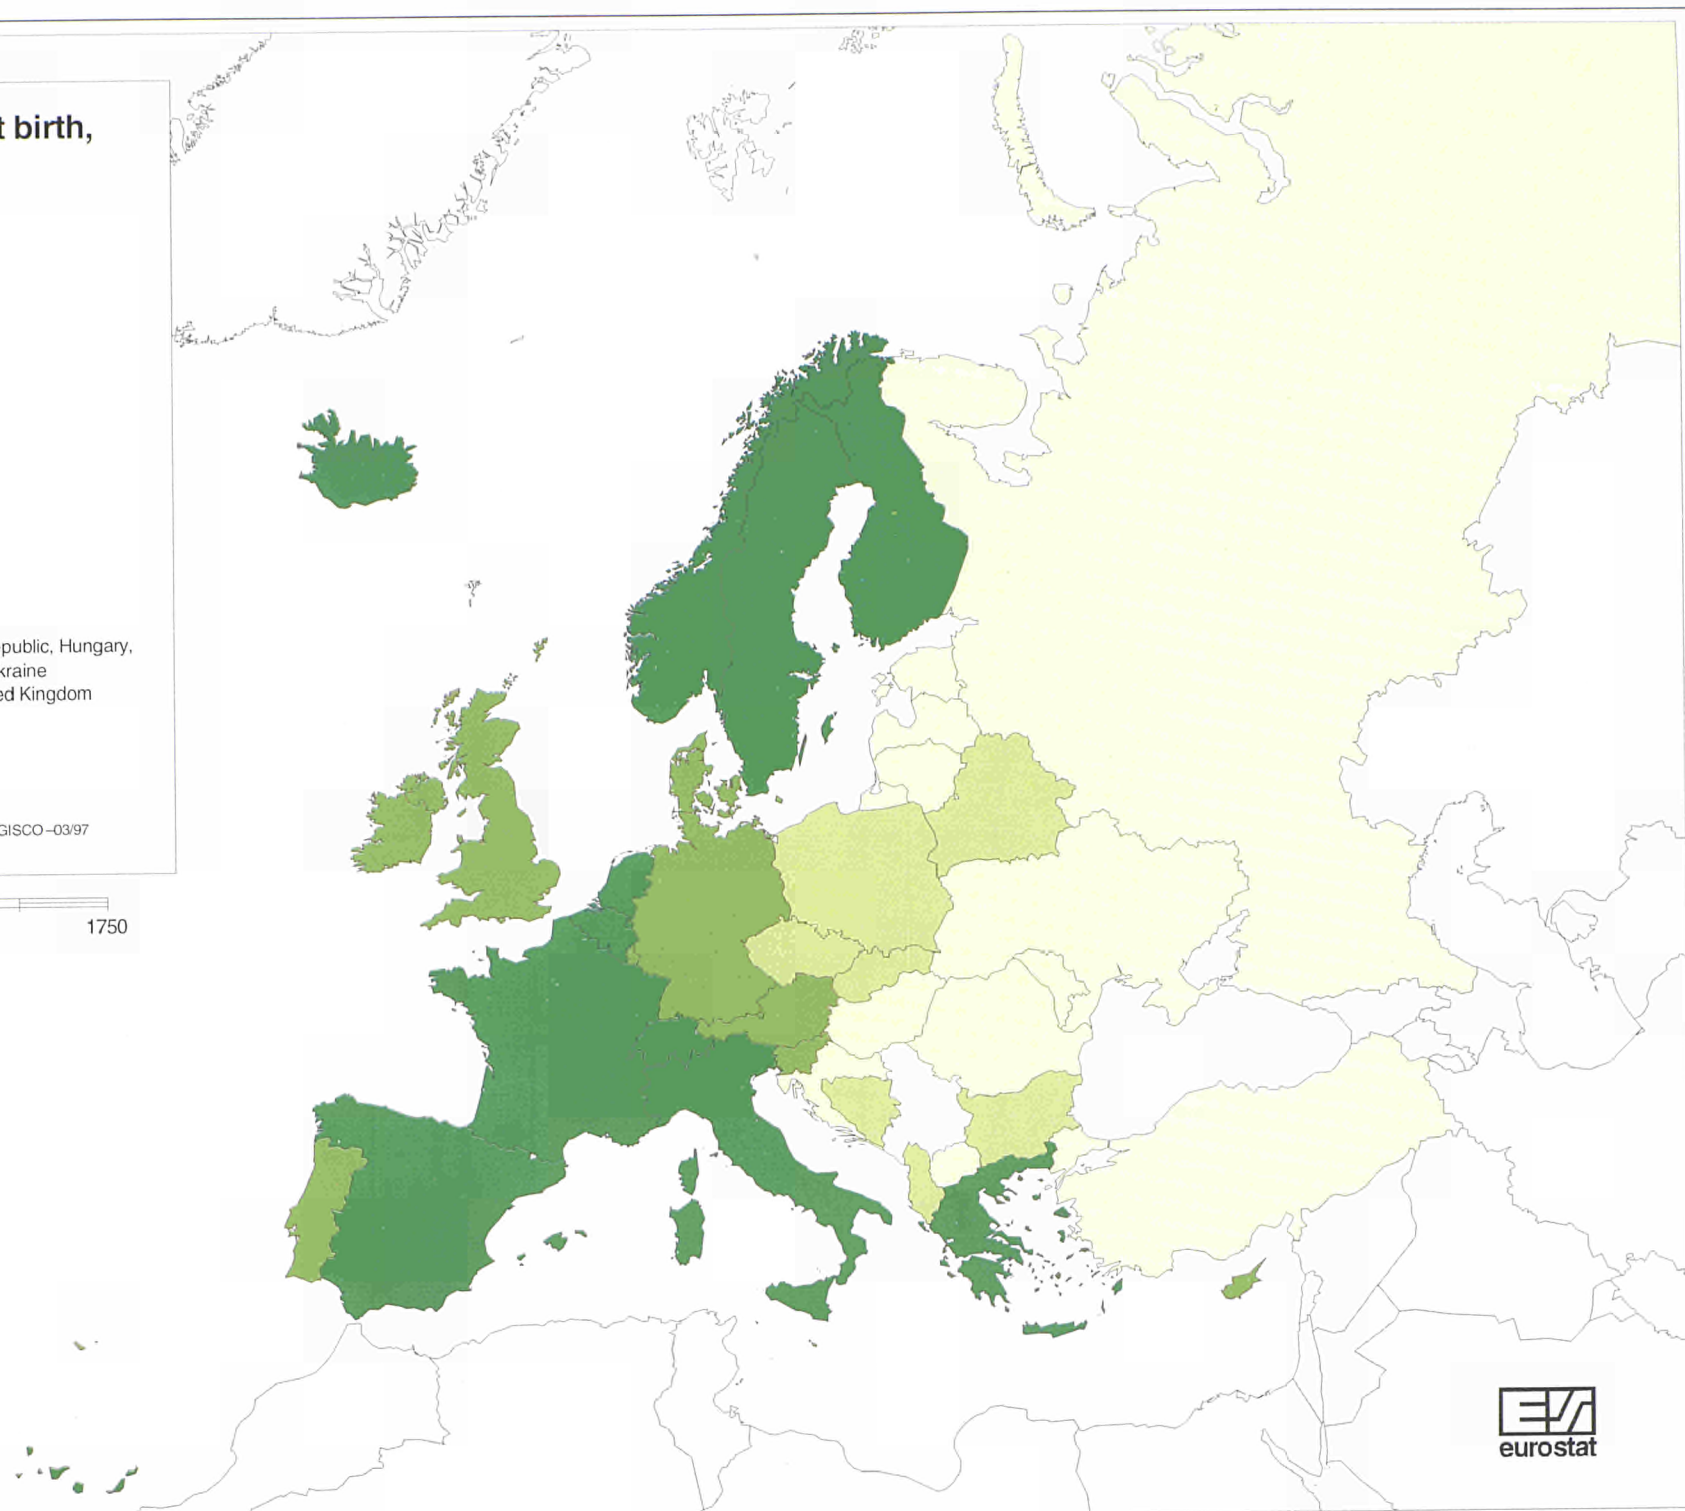 t birth,
public, Hungary,
kraine
ed Kingdom
GISCO – 03/97
1750
eurostat